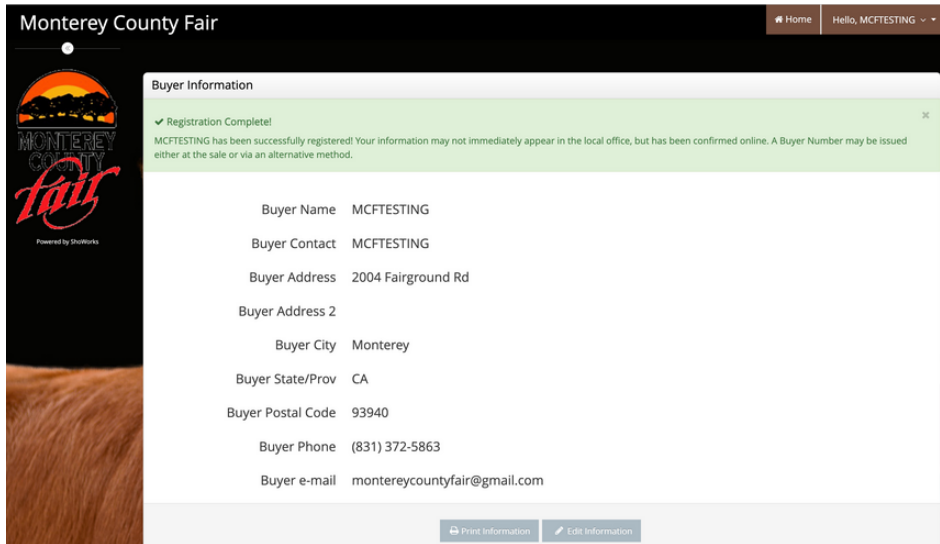 Monterey County Fair
Home
Hello, MCFTESTING
MONTEREY
COUNTY
fair
Powered by ShoWorks
Buyer Information
Registration Complete!
MCFTESTING has been successfully registered! Your information may not immediately appear in the local office, but has been confirmed online. A Buyer Number may be issued
either at the sale or via an alternative method.
Buyer Name MCFTESTING
Buyer Contact MCFTESTING
Buyer Address 2004 Fairground Rd
Buyer Address 2
Buyer City Monterey
Buyer State/Prov CA
Buyer Postal Code 93940
Buyer Phone (831) 372-5863
Buyer e-mail montereycountyfair@gmail.com
Print Information
Edit Information